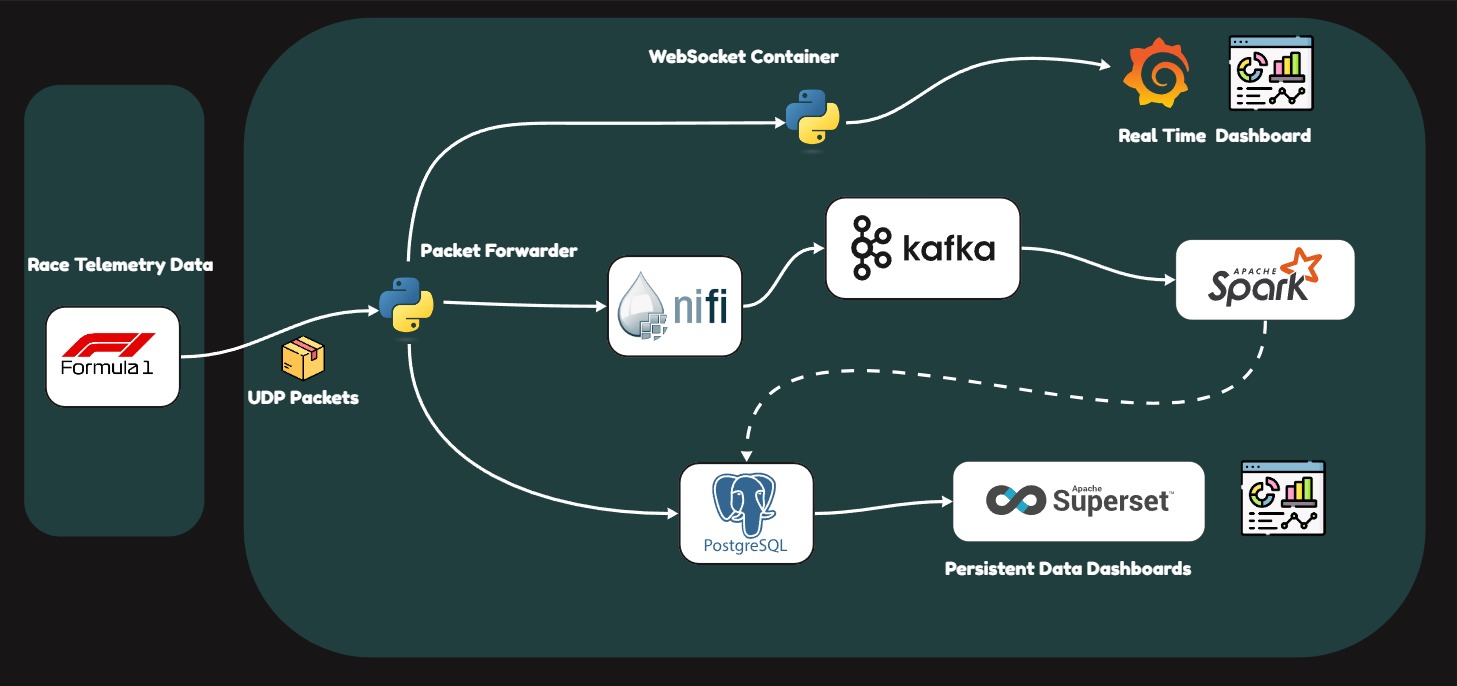 WebSocket Container
Real Time Dashboard
Packet Forwarder
kafka
Race Telemetry Data
nifi
APACHE
Spark
Formula 1
UDP Packets
Apache
Superset™
PostgreSQL
Persistent Data Dashboards